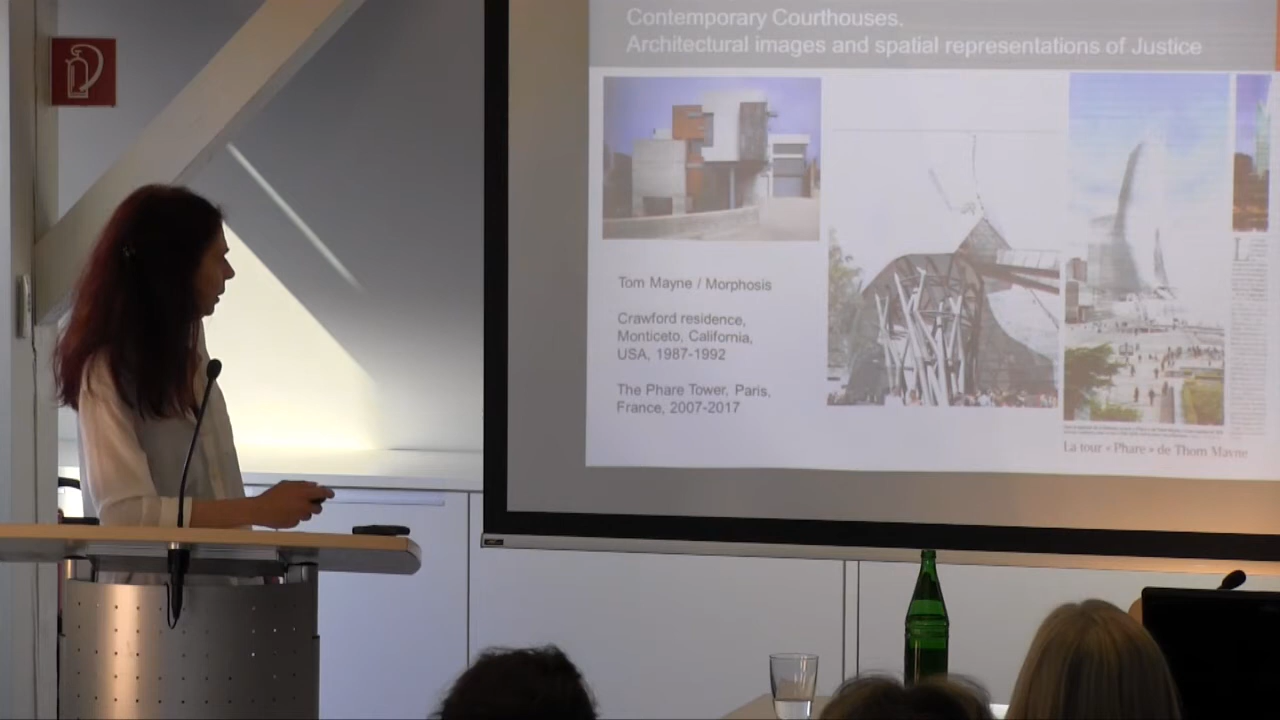 Contemporary Courthouses.
Architectural images and spatial representations of Justice
Tom Mayne / Morphosis
Crawford residence,
Monticeto, California,
USA, 1987-1992
The Phare Tower, Paris,
France, 2007-2017
La tour « Phare » de Thom Mayne